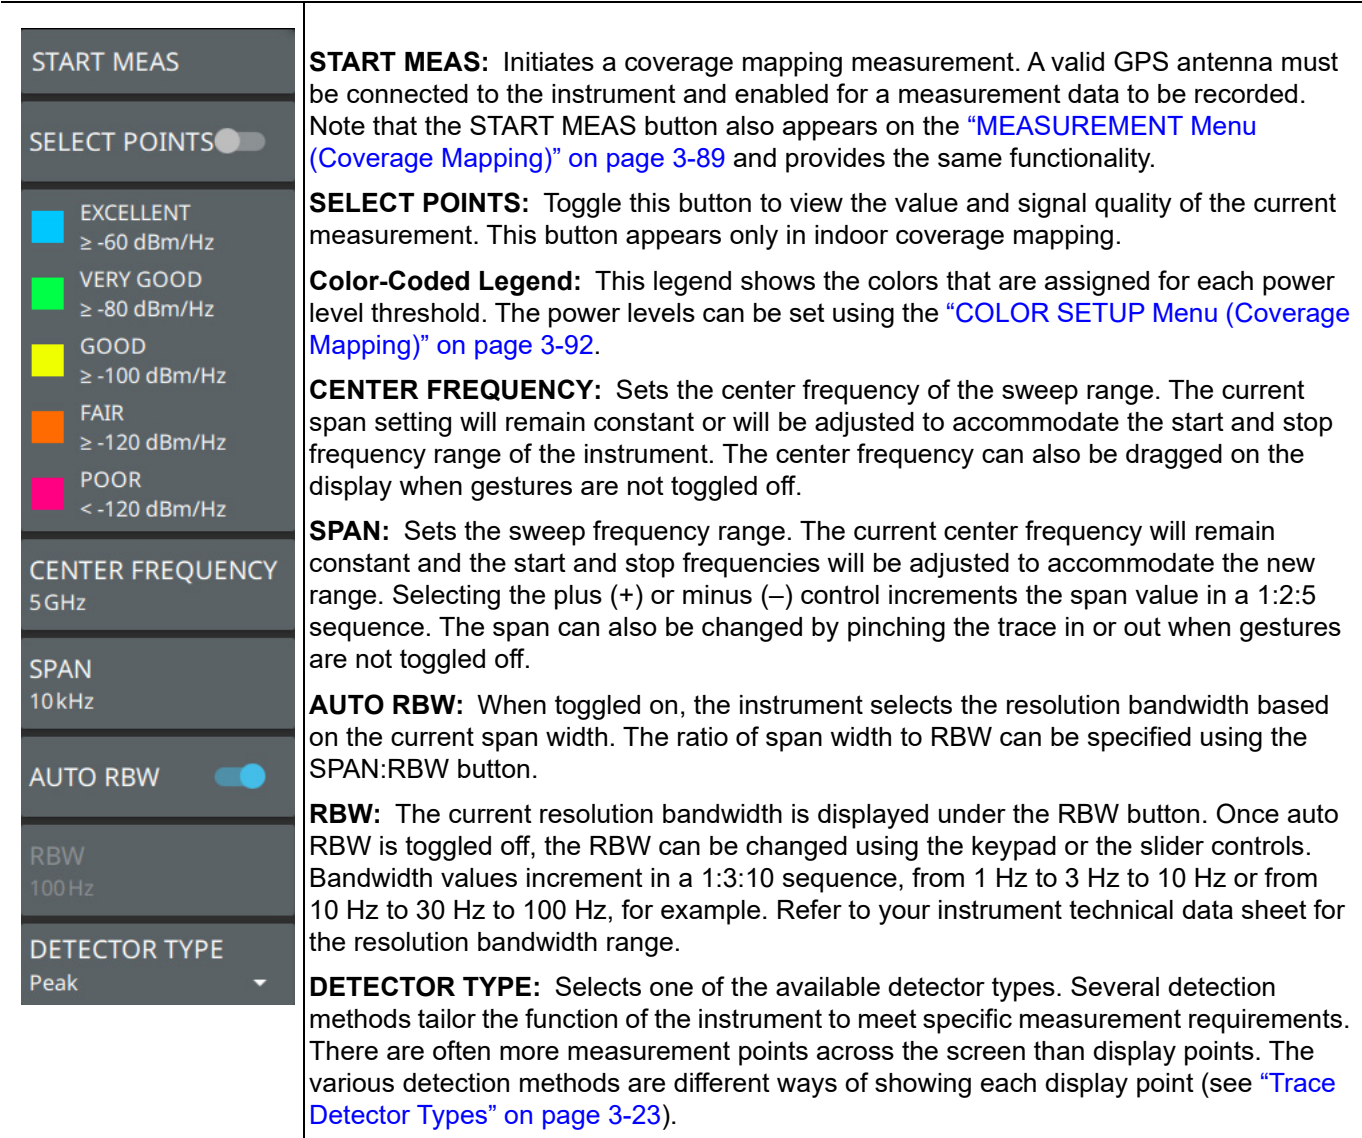 START MEAS
SELECT POINTS
EXCELLENT
≥ -60 dBm/Hz
VERY GOOD
≥ -80 dBm/Hz
GOOD
≥ -100 dBm/Hz
FAIR
≥ -120 dBm/Hz
POOR
< -120 dBm/Hz
CENTER FREQUENCY
5 GHz
SPAN
10 kHz
AUTO RBW
RBW
100 Hz
DETECTOR TYPE
Peak
START MEAS: Initiates a coverage mapping measurement. A valid GPS antenna must
be connected to the instrument and enabled for a measurement data to be recorded.
Note that the START MEAS button also appears on the “MEASUREMENT Menu
(Coverage Mapping)” on page 3-89 and provides the same functionality.
SELECT POINTS: Toggle this button to view the value and signal quality of the current
measurement. This button appears only in indoor coverage mapping.
Color-Coded Legend: This legend shows the colors that are assigned for each power
level threshold. The power levels can be set using the “COLOR SETUP Menu (Coverage
Mapping)” on page 3-92.
CENTER FREQUENCY: Sets the center frequency of the sweep range. The current
span setting will remain constant or will be adjusted to accommodate the start and stop
frequency range of the instrument. The center frequency can also be dragged on the
display when gestures are not toggled off.
SPAN: Sets the sweep frequency range. The current center frequency will remain
constant and the start and stop frequencies will be adjusted to accommodate the new
range. Selecting the plus (+) or minus (–) control increments the span value in a 1:2:5
sequence. The span can also be changed by pinching the trace in or out when gestures
are not toggled off.
AUTO RBW: When toggled on, the instrument selects the resolution bandwidth based
on the current span width. The ratio of span width to RBW can be specified using the
SPAN:RBW button.
RBW: The current resolution bandwidth is displayed under the RBW button. Once auto
RBW is toggled off, the RBW can be changed using the keypad or the slider controls.
Bandwidth values increment in a 1:3:10 sequence, from 1 Hz to 3 Hz to 10 Hz or from
10 Hz to 30 Hz to 100 Hz, for example. Refer to your instrument technical data sheet for
the resolution bandwidth range.
DETECTOR TYPE: Selects one of the available detector types. Several detection
methods tailor the function of the instrument to meet specific measurement requirements.
There are often more measurement points across the screen than display points. The
various detection methods are different ways of showing each display point (see “Trace
Detector Types” on page 3-23).